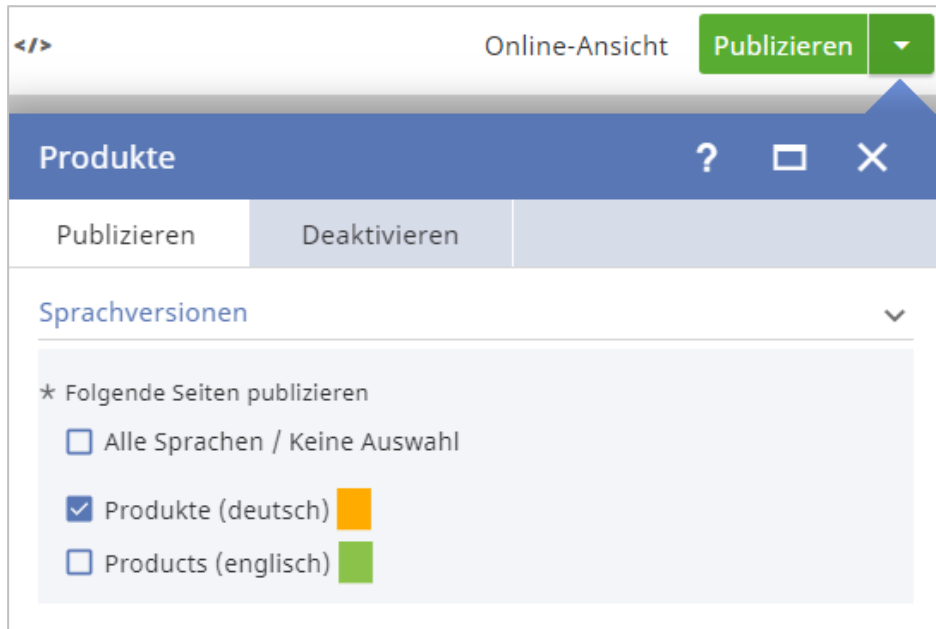 </> Online-Ansicht Publizieren
Produkte ?
Publizieren Deaktivieren
Sprachversionen
* Folgende Seiten publizieren
Alle Sprachen / Keine Auswahl
Produkte (deutsch)
Products (englisch)